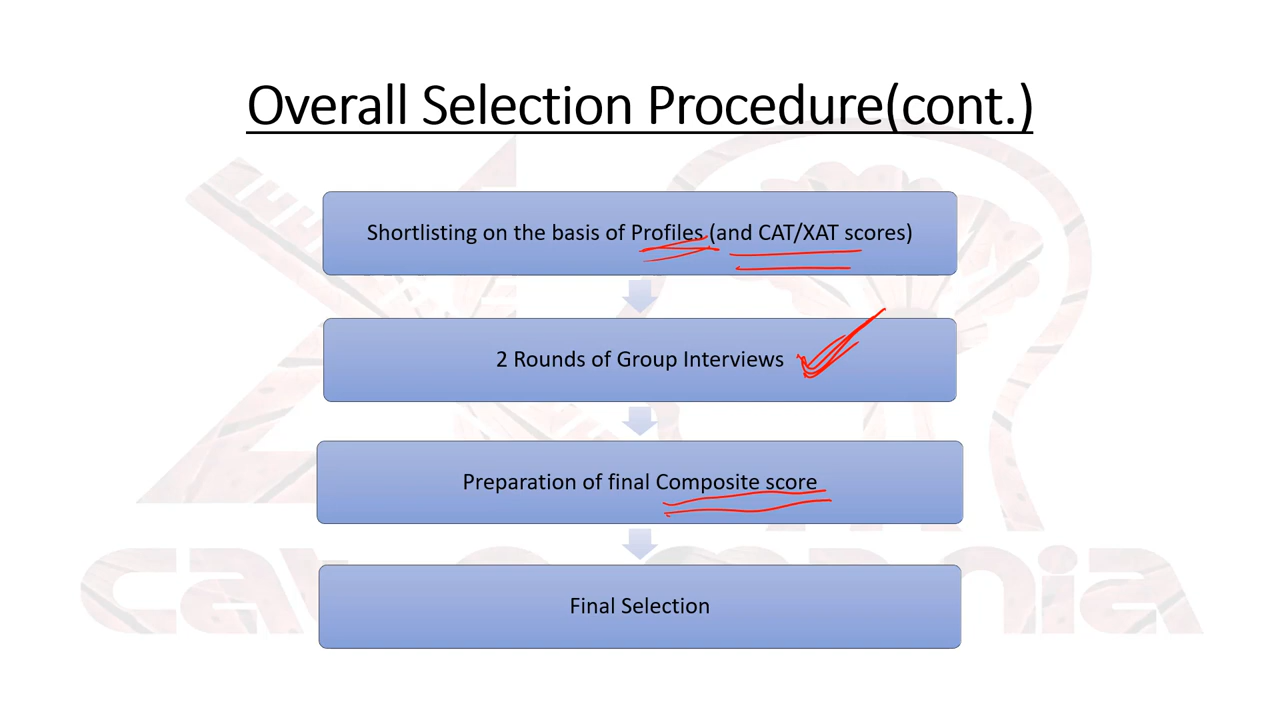 Overall Selection Procedure(cont.)
Shortlisting on the basis of Profiles (and CAT/XAT scores)
2 Rounds of Group Interviews
Preparation of final Composite score
Final Selection